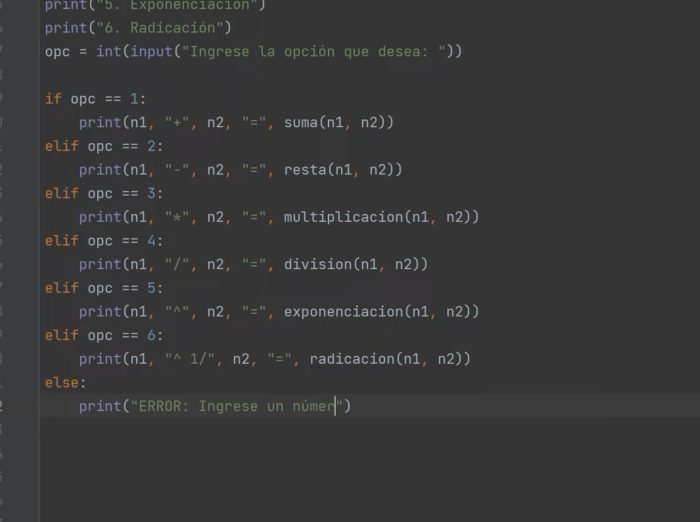 print("5. Exponenciación")
print("6. Radicación")
opc = int(input("Ingrese la opción que desea: "))
if opc == 1:
    print(n1, "+", n2, "=", suma(n1, n2))
elif opc == 2:
    print(n1, "-", n2, "=", resta(n1, n2))
elif opc == 3:
    print(n1, "*", n2, "=", multiplicacion(n1, n2))
elif opc == 4:
    print(n1, "/", n2, "=", division(n1, n2))
elif opc == 5:
    print(n1, "^", n2, "=", exponenciacion(n1, n2))
elif opc == 6:
    print(n1, "^ 1/", n2, "=", radicacion(n1, n2))
else:
    print("ERROR: Ingrese un númer")